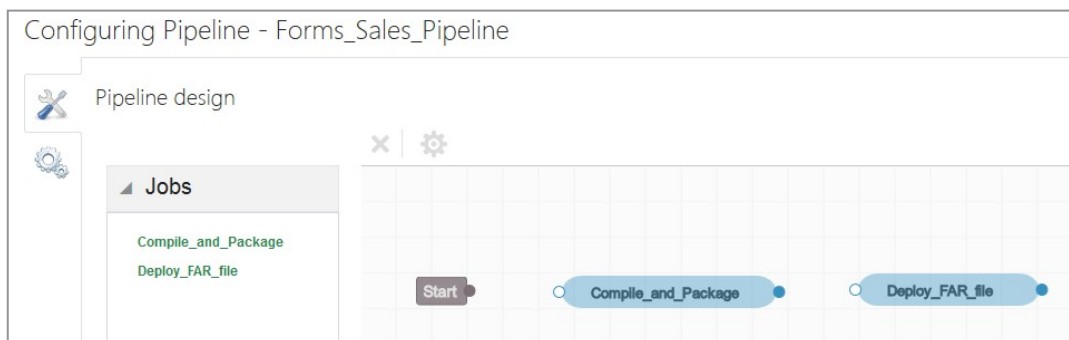 Configuring Pipeline - Forms_Sales_Pipeline
Pipeline design
Jobs
Compile_and_Package
Deploy_FAR_file
Start
Compile_and_Package
Deploy_FAR_file